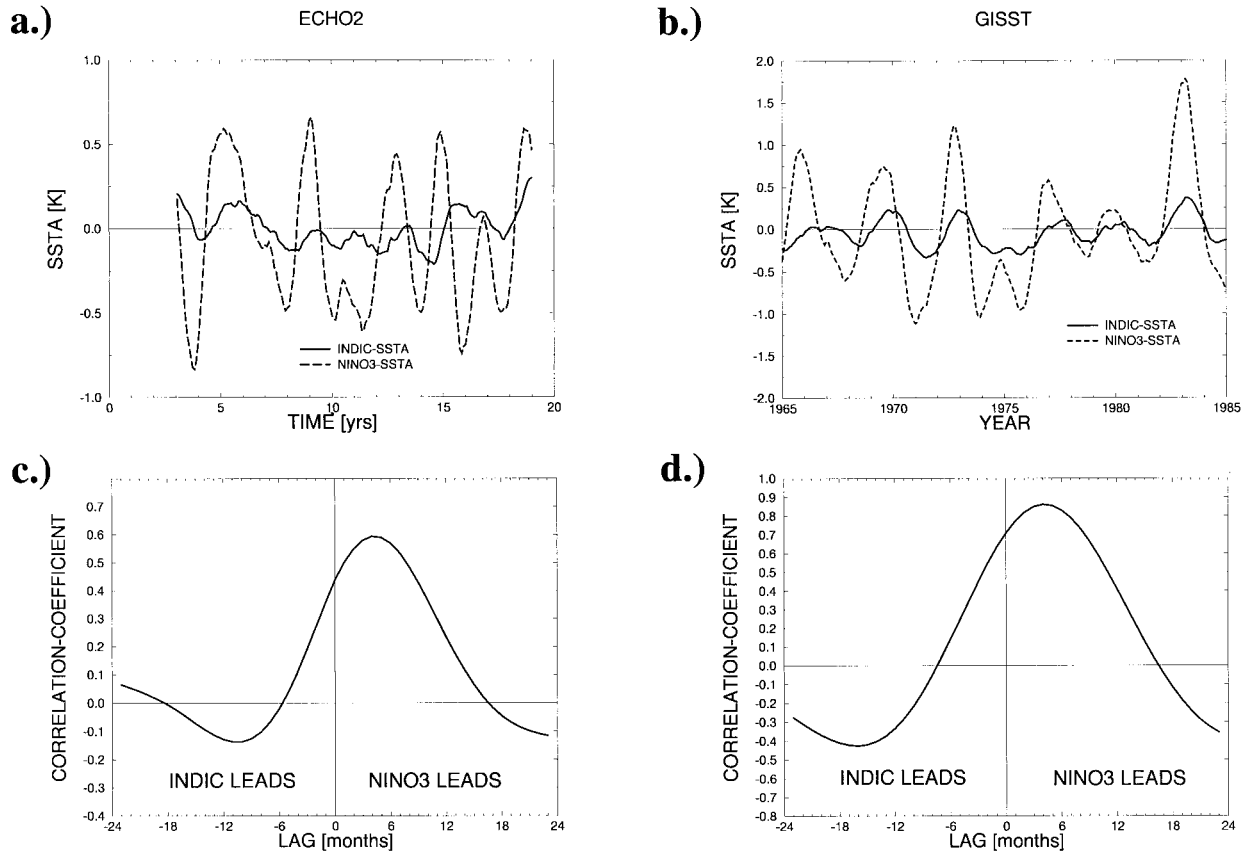 a.)
ECHO2
SSTA [K]
1.0
0.5
0.0
-0.5
-1.0
INDIC-SSTA
NINO3-SSTA
0 5 10 15 20
TIME [yrs]
b.)
GISST
SSTA [K]
2.0
1.5
1.0
0.5
0.0
-0.5
-1.0
-1.5
-2.0
INDIC-SSTA
NINO3-SSTA
1965 1970 1975 1980 1985
YEAR
c.)
CORRELATION-COEFFICIENT
0.7
0.6
0.5
0.4
0.3
0.2
0.1
0.0
-0.1
-0.2
-0.3
-0.4
INDIC LEADS NINO3 LEADS
-24 -18 -12 -6 0 6 12 18 24
LAG [months]
d.)
CORRELATION-COEFFICIENT
1.0
0.9
0.8
0.7
0.6
0.5
0.4
0.3
0.2
0.1
0.0
-0.1
-0.2
-0.3
-0.4
-0.5
-0.6
-0.7
-0.8
INDIC LEADS NINO3 LEADS
-24 -18 -12 -6 0 6 12 18 24
LAG [months]